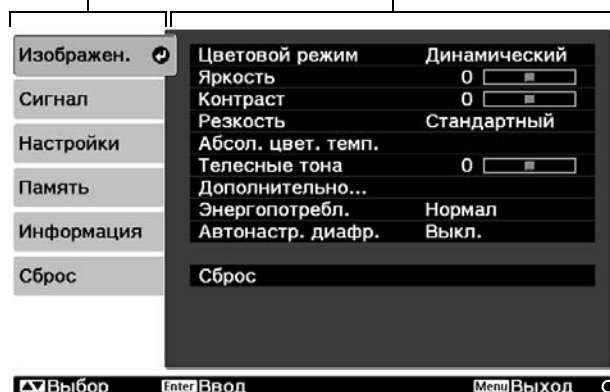 Изображен.
Сигнал
Настройки
Память
Информация
Сброс
Цветовой режим Динамический
Яркость 0
Контраст 0
Резкость Стандартный
Абсол. цвет. темп.
Телесные тона 0
Дополнительно...
Энергопотребл. Нормал
Автонастр. диафр. Выкл.
Сброс
Выбор Enter Ввод Menu Выход